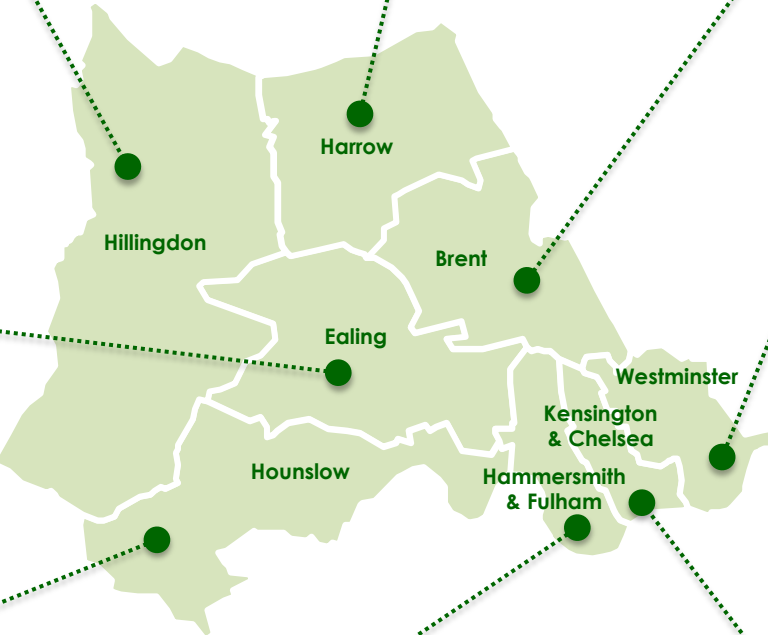 Harrow
Hillingdon
Brent
Ealing
Westminster
Kensington
& Chelsea
Hounslow
Hammersmith
& Fulham